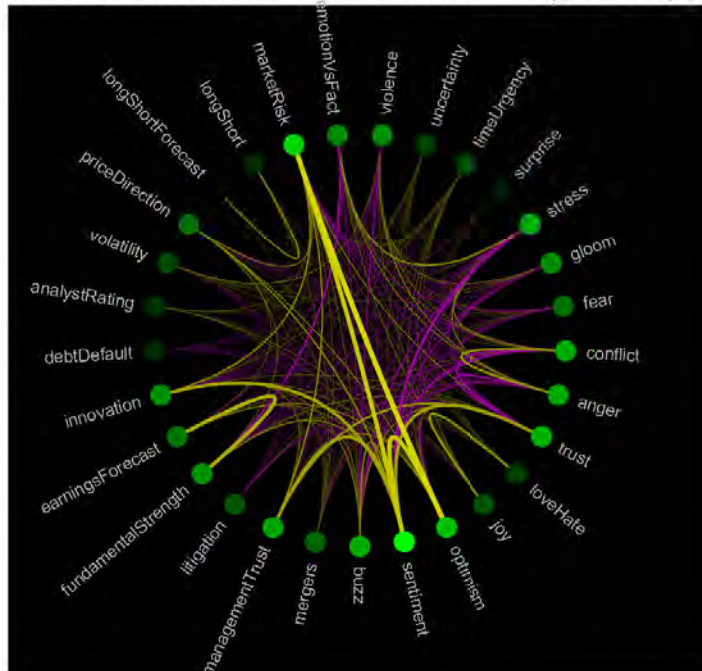 emotionVsFact
violence
uncertainty
timeUrgency
surprise
stress
gloom
fear
conflict
anger
trust
loveHate
joy
optimism
sentiment
buzz
mergers
managementTrust
litigation
fundamentalStrength
earningsForecast
innovation
debtDefault
analystRating
volatility
priceDirection
longShortForecast
longShort
marketRisk